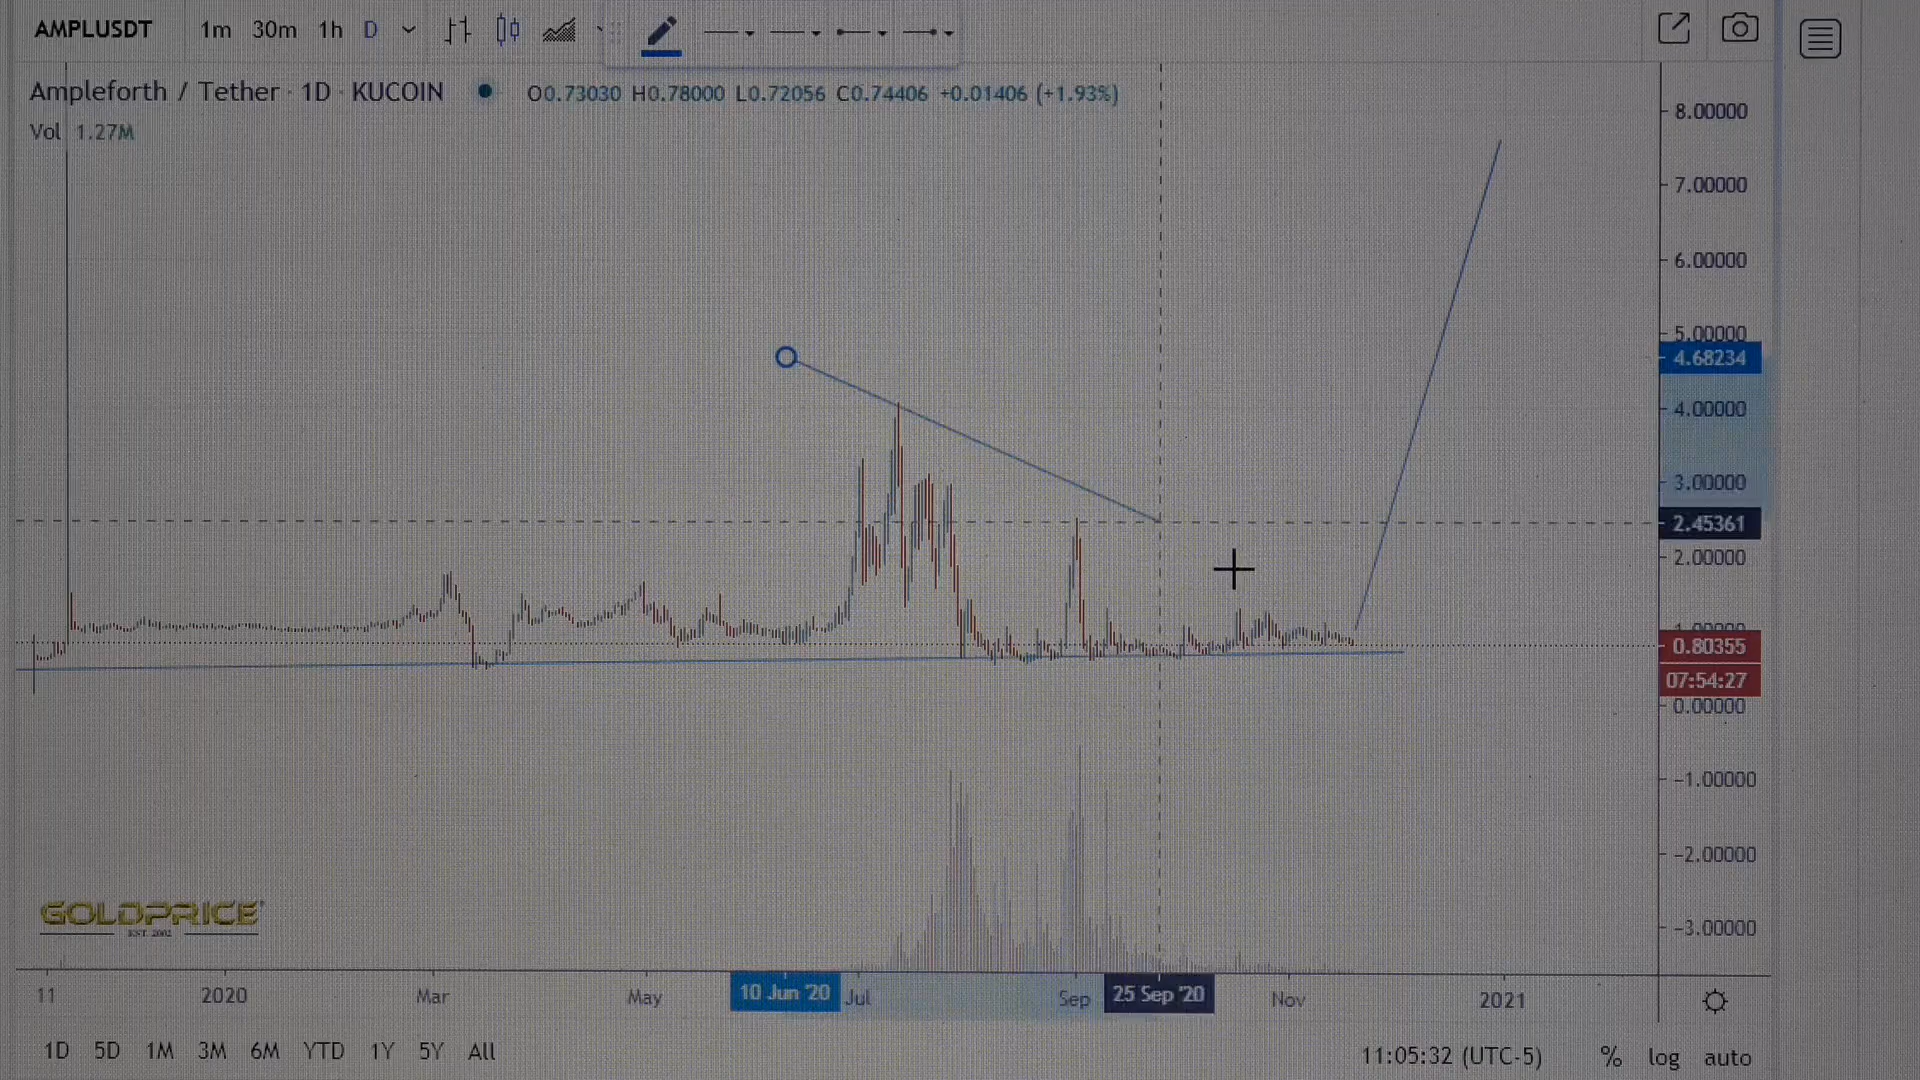 AMPLUSDT 1m 30m 1h D
Ampleforth / Tether · 1D · KUCOIN O0.73030 H0.78000 L0.72056 C0.74406 +0.01406 (+1.93%)
Vol 1.27M
8.00000
7.00000
6.00000
5.00000
4.68234
4.00000
3.00000
2.45361
2.00000
1.00000
0.80355
07:54:27
0.00000
-1.00000
-2.00000
-3.00000
GOLDPRICE
EST. 2002
11 2020 Mar May 10 Jun '20 Jul Sep 25 Sep '20 Nov 2021
1D 5D 1M 3M 6M YTD 1Y 5Y All 11:05:32 (UTC-5) % log auto